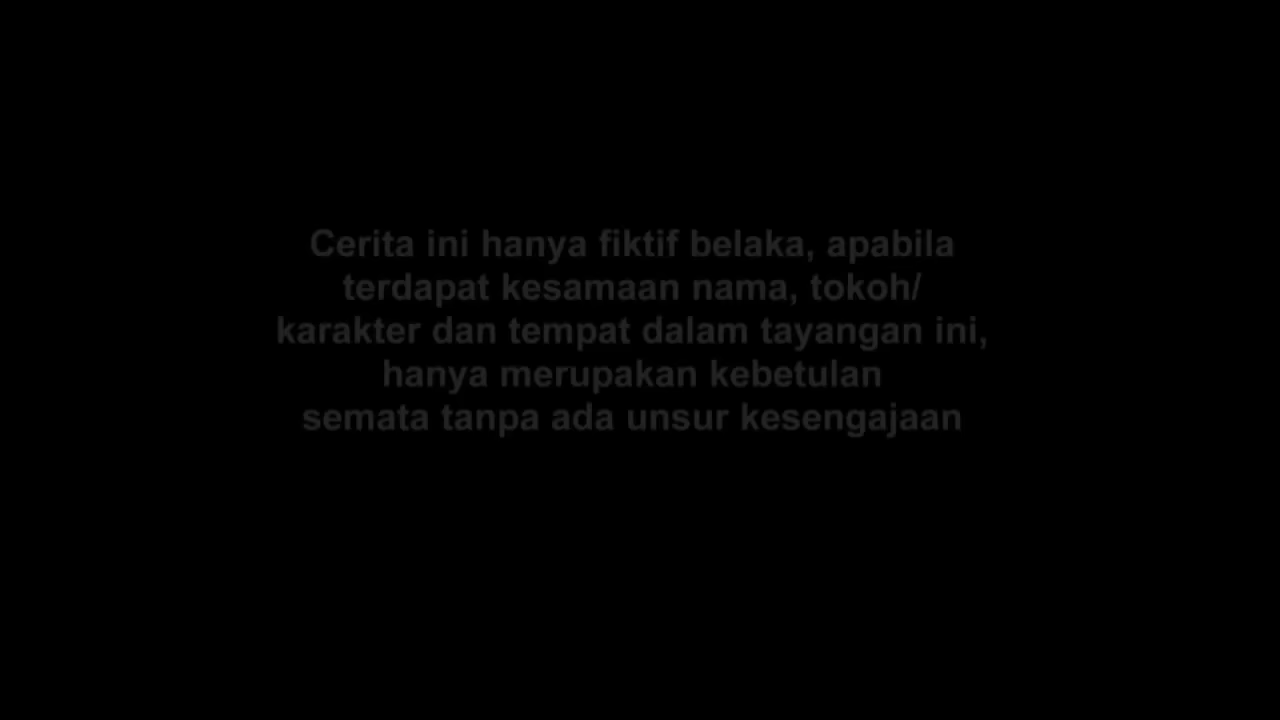 Cerita ini hanya fiktif belaka, apabila
terdapat kesamaan nama, tokoh/
karakter dan tempat dalam tayangan ini,
hanya merupakan kebetulan
semata tanpa ada unsur kesengajaan